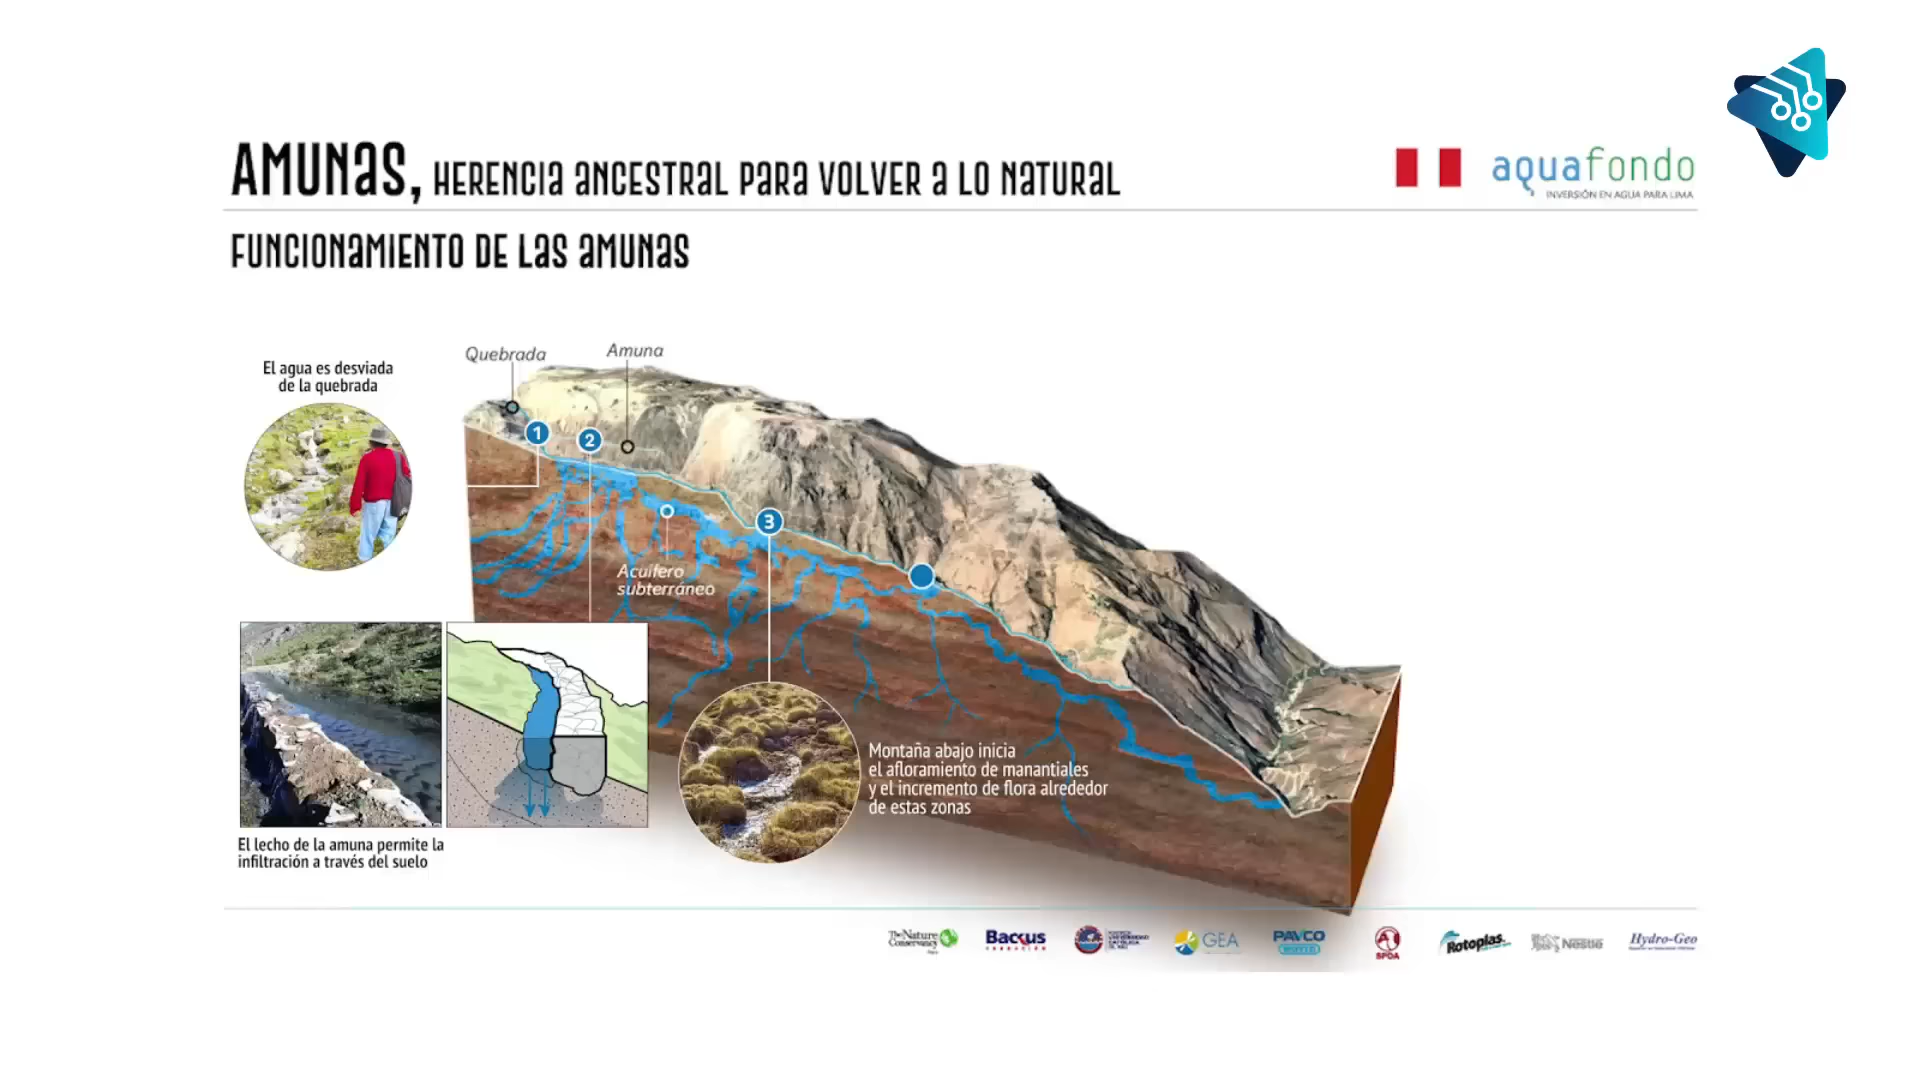 AMUNAS, HERENCIA ANCESTRAL PARA VOLVER A LO NATURAL
aquafondo
INVERSIÓN EN AGUA PARA LIMA
FUNCIONAMIENTO DE LAS AMUNAS
Quebrada
Amuna
El agua es desviada
de la quebrada
1
2
3
Acuífero
subterráneo
Montaña abajo inicia
el afloramiento de manantiales
y el incremento de flora alrededor
de estas zonas
El lecho de la amuna permite la
infiltración a través del suelo
The Nature
Conservancy
Backus
FUNDACIÓN
GEA
PAVCO
wavin
SPDA
Rotoplas
Nestlé
Hydro-Geo